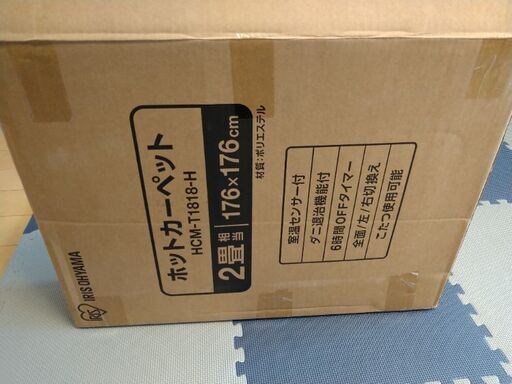 ホットカーペット
HCM-T1818-H
2畳相当 176×176cm
材質:ポリエステル
室温センサー付
ダニ退治機能付
6時間OFFタイマー
全面/左/右切換え
こたつ使用可能
IRIS IRIS OHYAMA